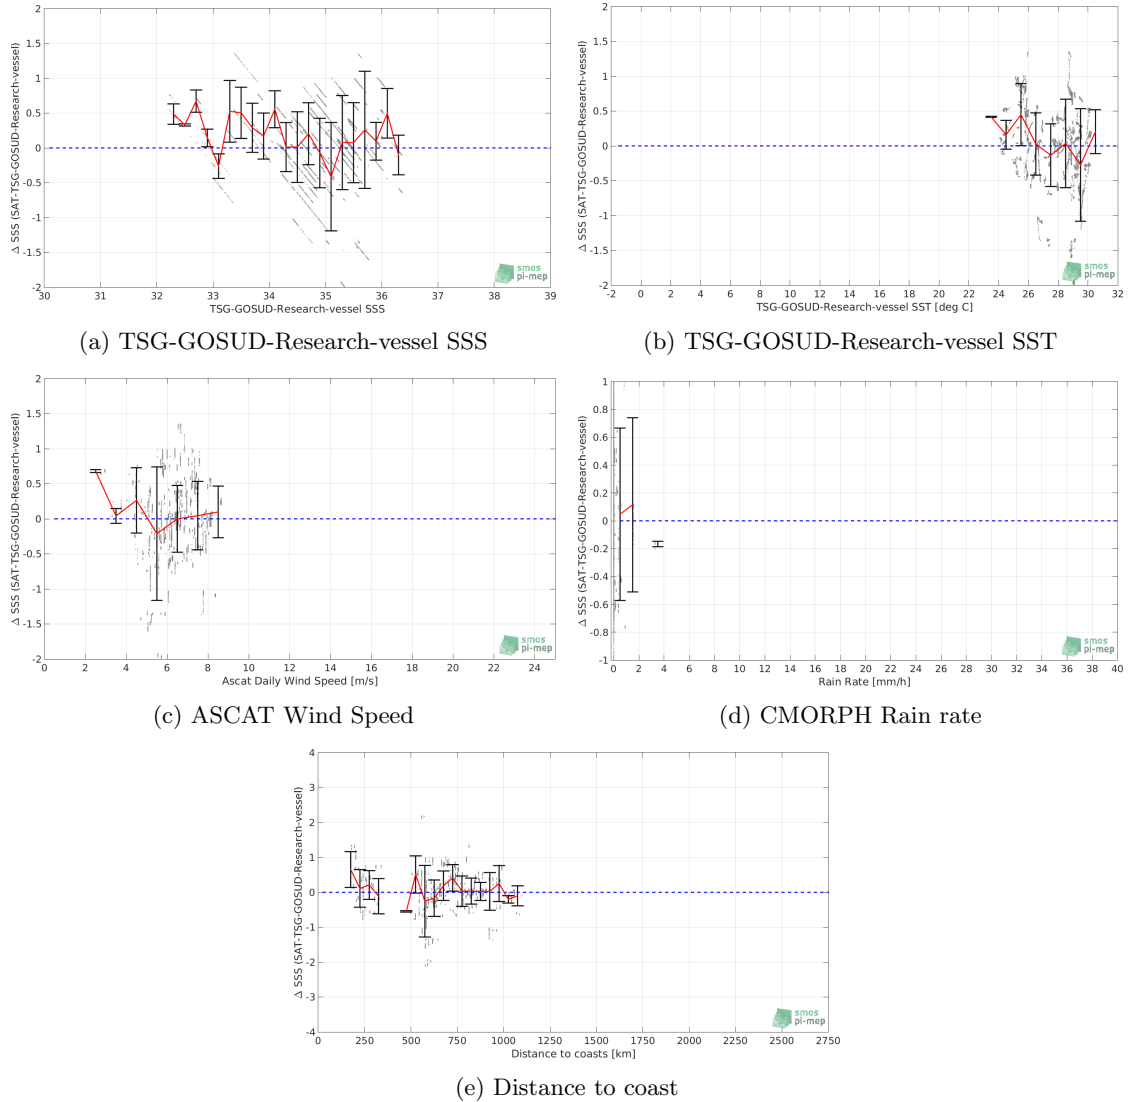 Δ SSS (SAT-TSG-GOSUD-Research-vessel)
2
1.5
1
0.5
0
-0.5
-1
-1.5
-2
30 31 32 33 34 35 36 37 38 39
TSG-GOSUD-Research-vessel SSS
smos
pi-mep
(a) TSG-GOSUD-Research-vessel SSS
Δ SSS (SAT-TSG-GOSUD-Research-vessel)
2
1.5
1
0.5
0
-0.5
-1
-1.5
-2
-2 0 2 4 6 8 10 12 14 16 18 20 22 24 26 28 30 32
TSG-GOSUD-Research-vessel SST [deg C]
smos
pi-mep
(b) TSG-GOSUD-Research-vessel SST
Δ SSS (SAT-TSG-GOSUD-Research-vessel)
2
1.5
1
0.5
0
-0.5
-1
-1.5
-2
0 2 4 6 8 10 12 14 16 18 20 22 24
Ascat Daily Wind Speed [m/s]
smos
pi-mep
(c) ASCAT Wind Speed
Δ SSS (SAT-TSG-GOSUD-Research-vessel)
1
0.8
0.6
0.4
0.2
0
-0.2
-0.4
-0.6
-0.8
-1
0 2 4 6 8 10 12 14 16 18 20 22 24 26 28 30 32 34 36 38 40
Rain Rate [mm/h]
smos
pi-mep
(d) CMORPH Rain rate
Δ SSS (SAT-TSG-GOSUD-Research-vessel)
4
3
2
1
0
-1
-2
-3
-4
0 250 500 750 1000 1250 1500 1750 2000 2250 2500 2750
Distance to coasts [km]
smos
pi-mep
(e) Distance to coast